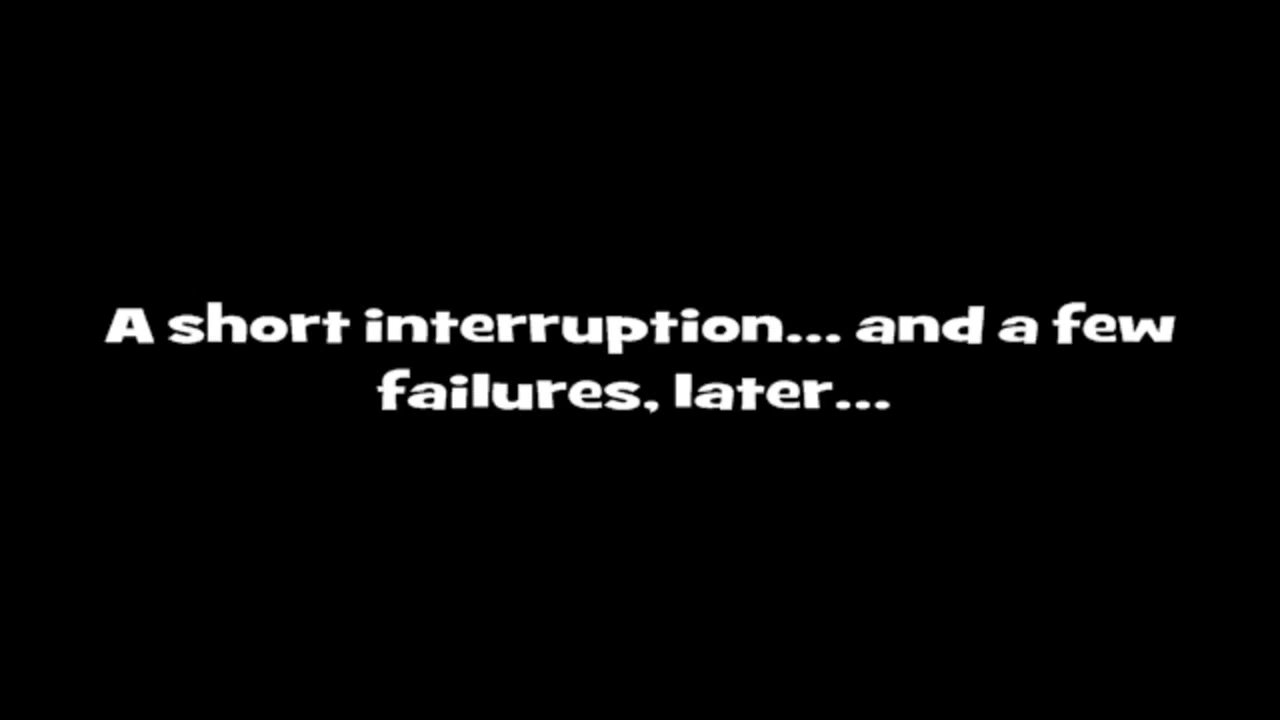 A short interruption... and a few
failures, later...